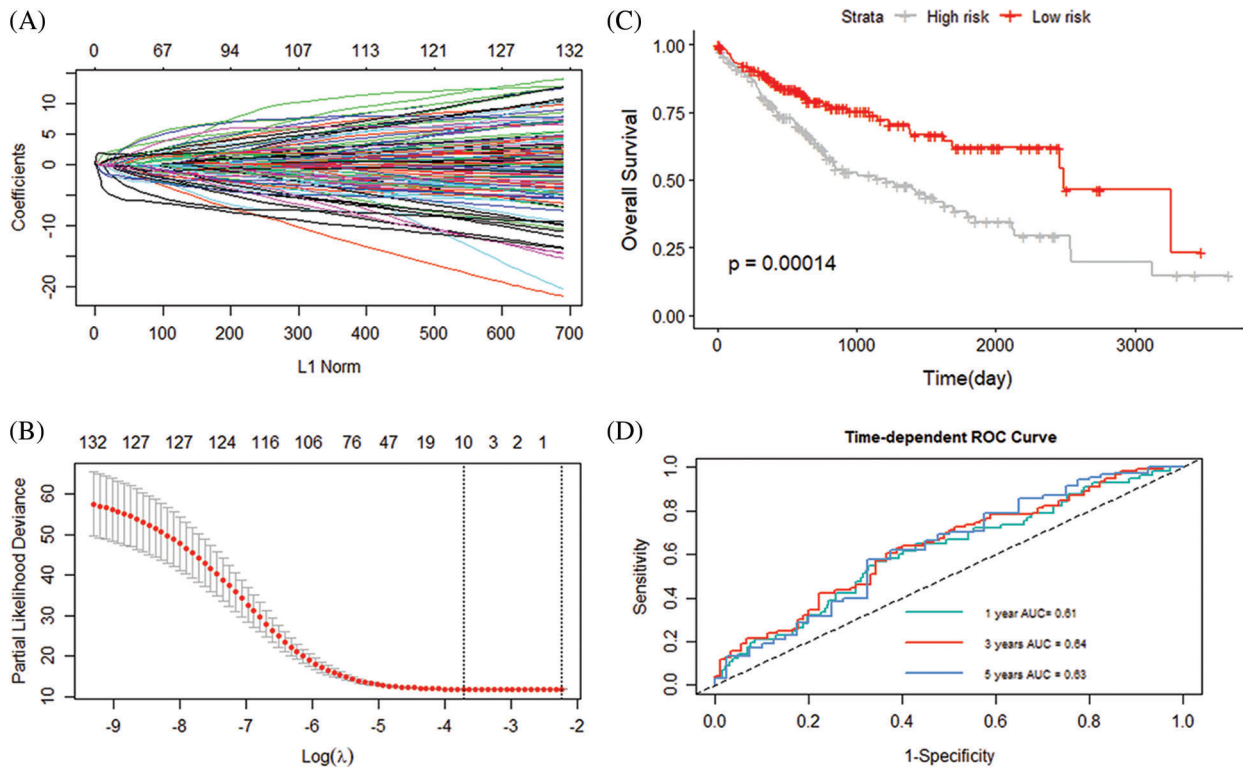 (A)
0 67 94 107 113 121 127 132
10
5
0
-10
-20
Coefficients
0 100 200 300 400 500 600 700
L1 Norm
(B)
132 127 127 124 116 106 76 47 19 10 3 2 1
60
50
40
30
20
10
Partial Likelihood Deviance
-9 -8 -7 -6 -5 -4 -3 -2
Log(λ)
(C)
Strata High risk Low risk
1.00
0.75
0.50
0.25
0.00
Overall Survival
p = 0.00014
0 1000 2000 3000
Time(day)
(D)
Time-dependent ROC Curve
1.0
0.8
0.6
0.4
0.2
0.0
Sensitivity
1 year AUC= 0.61
3 years AUC = 0.64
5 years AUC = 0.63
0.0 0.2 0.4 0.6 0.8 1.0
1-Specificity